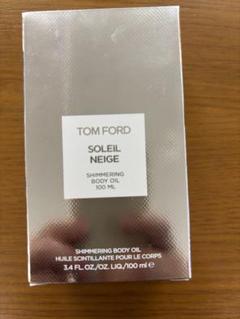 TOM FORD
SOLEIL
NEIGE
SHIMMERING
BODY OIL
100 ML
SHIMMERING BODY OIL
HUILE SCINTILLANTE POUR LE CORPS
3.4 FL.OZ./OZ. LIQ./100 ml e